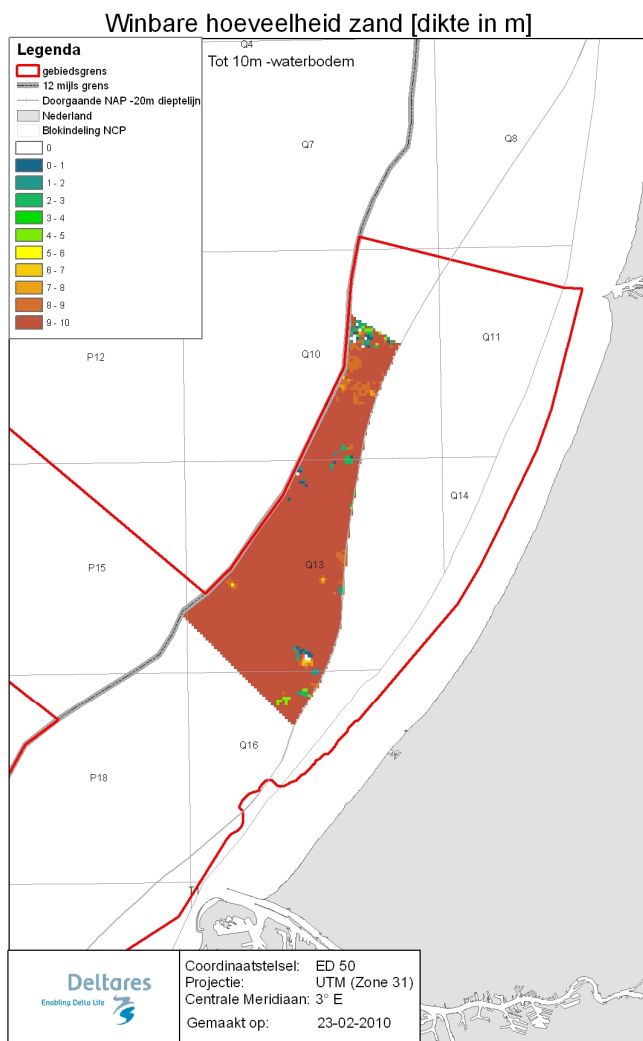 Winbare hoeveelheid zand [dikte in m]
Legenda
gebiedsgrens
12 mijls grens
Doorgaande NAP -20m dieptelijn
Nederland
Blokindeling NCP
0
0 - 1
1 - 2
2 - 3
3 - 4
4 - 5
5 - 6
6 - 7
7 - 8
8 - 9
9 - 10
Q4
Tot 10m -waterbodem
Q7
Q8
P12
Q10
Q11
Q14
P15
Q13
Q16
P18
Deltares
Enabling Delta Life
Coordinaatstelsel: ED 50
Projectie: UTM (Zone 31)
Centrale Meridiaan: 3° E
Gemaakt op: 23-02-2010